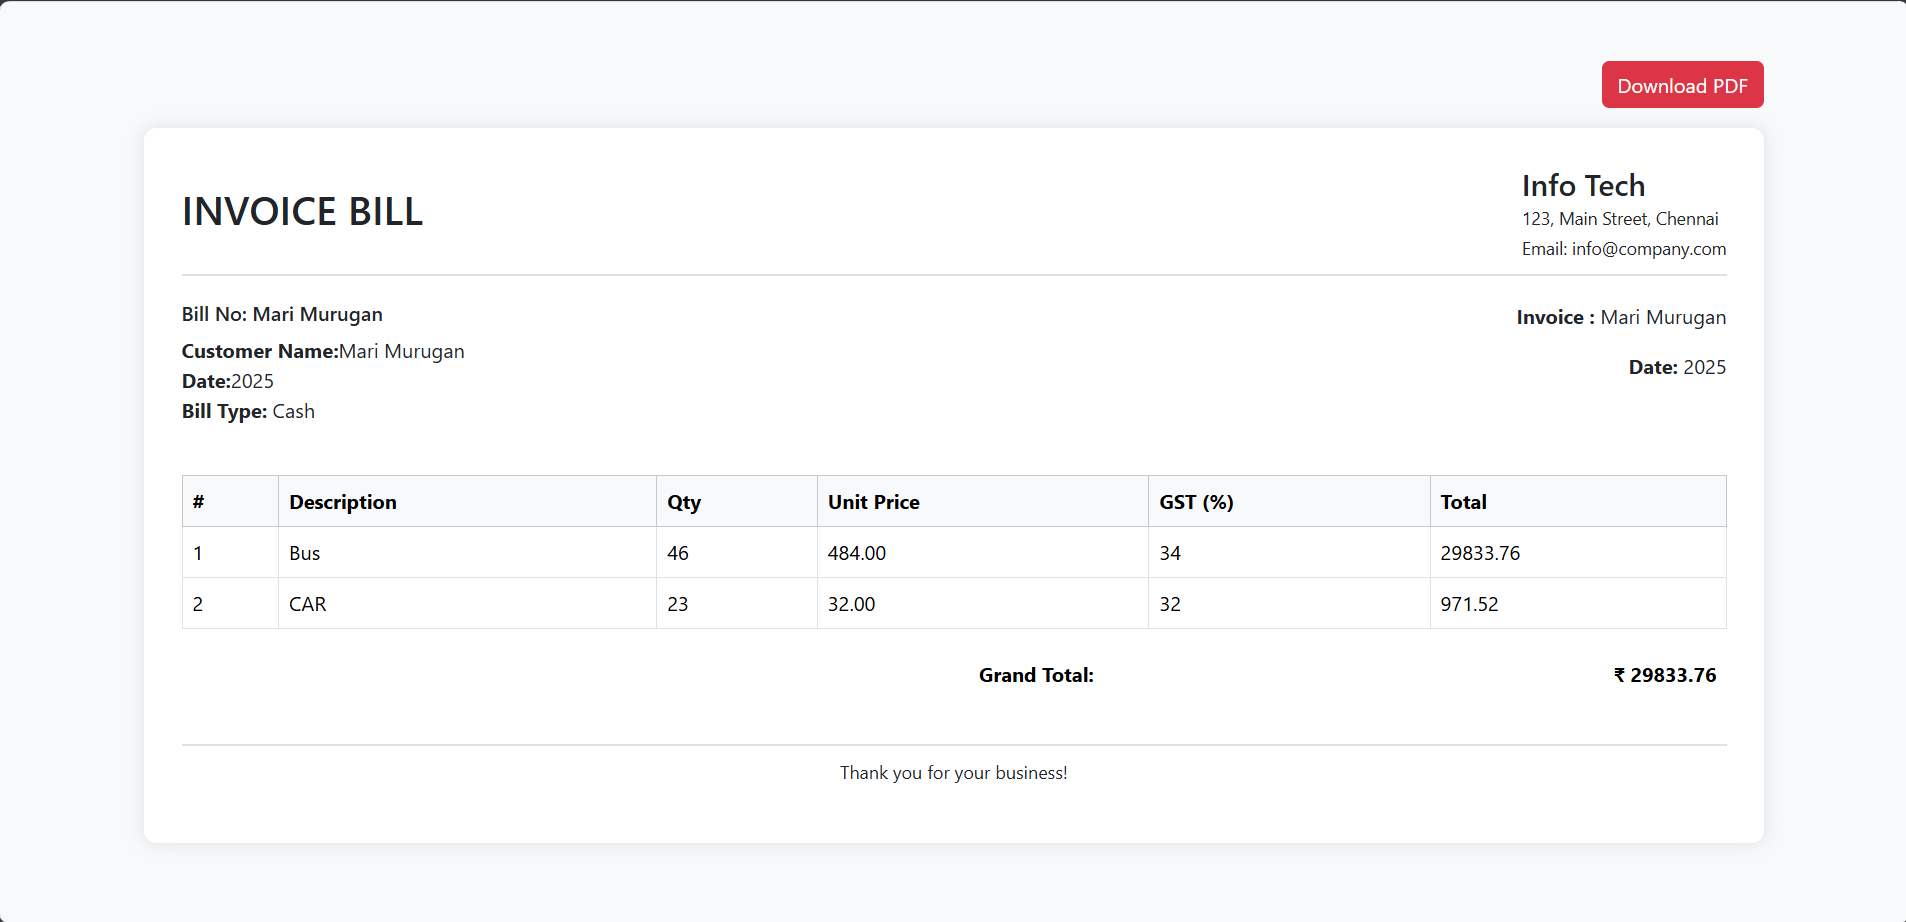 Download PDF
INVOICE BILL
Info Tech
123, Main Street, Chennai
Email: info@company.com
Bill No: Mari Murugan
Customer Name:Mari Murugan
Date:2025
Bill Type: Cash
Invoice : Mari Murugan
Date: 2025
# Description Qty Unit Price GST (%) Total
1 Bus 46 484.00 34 29833.76
2 CAR 23 32.00 32 971.52
Grand Total: ₹ 29833.76
Thank you for your business!